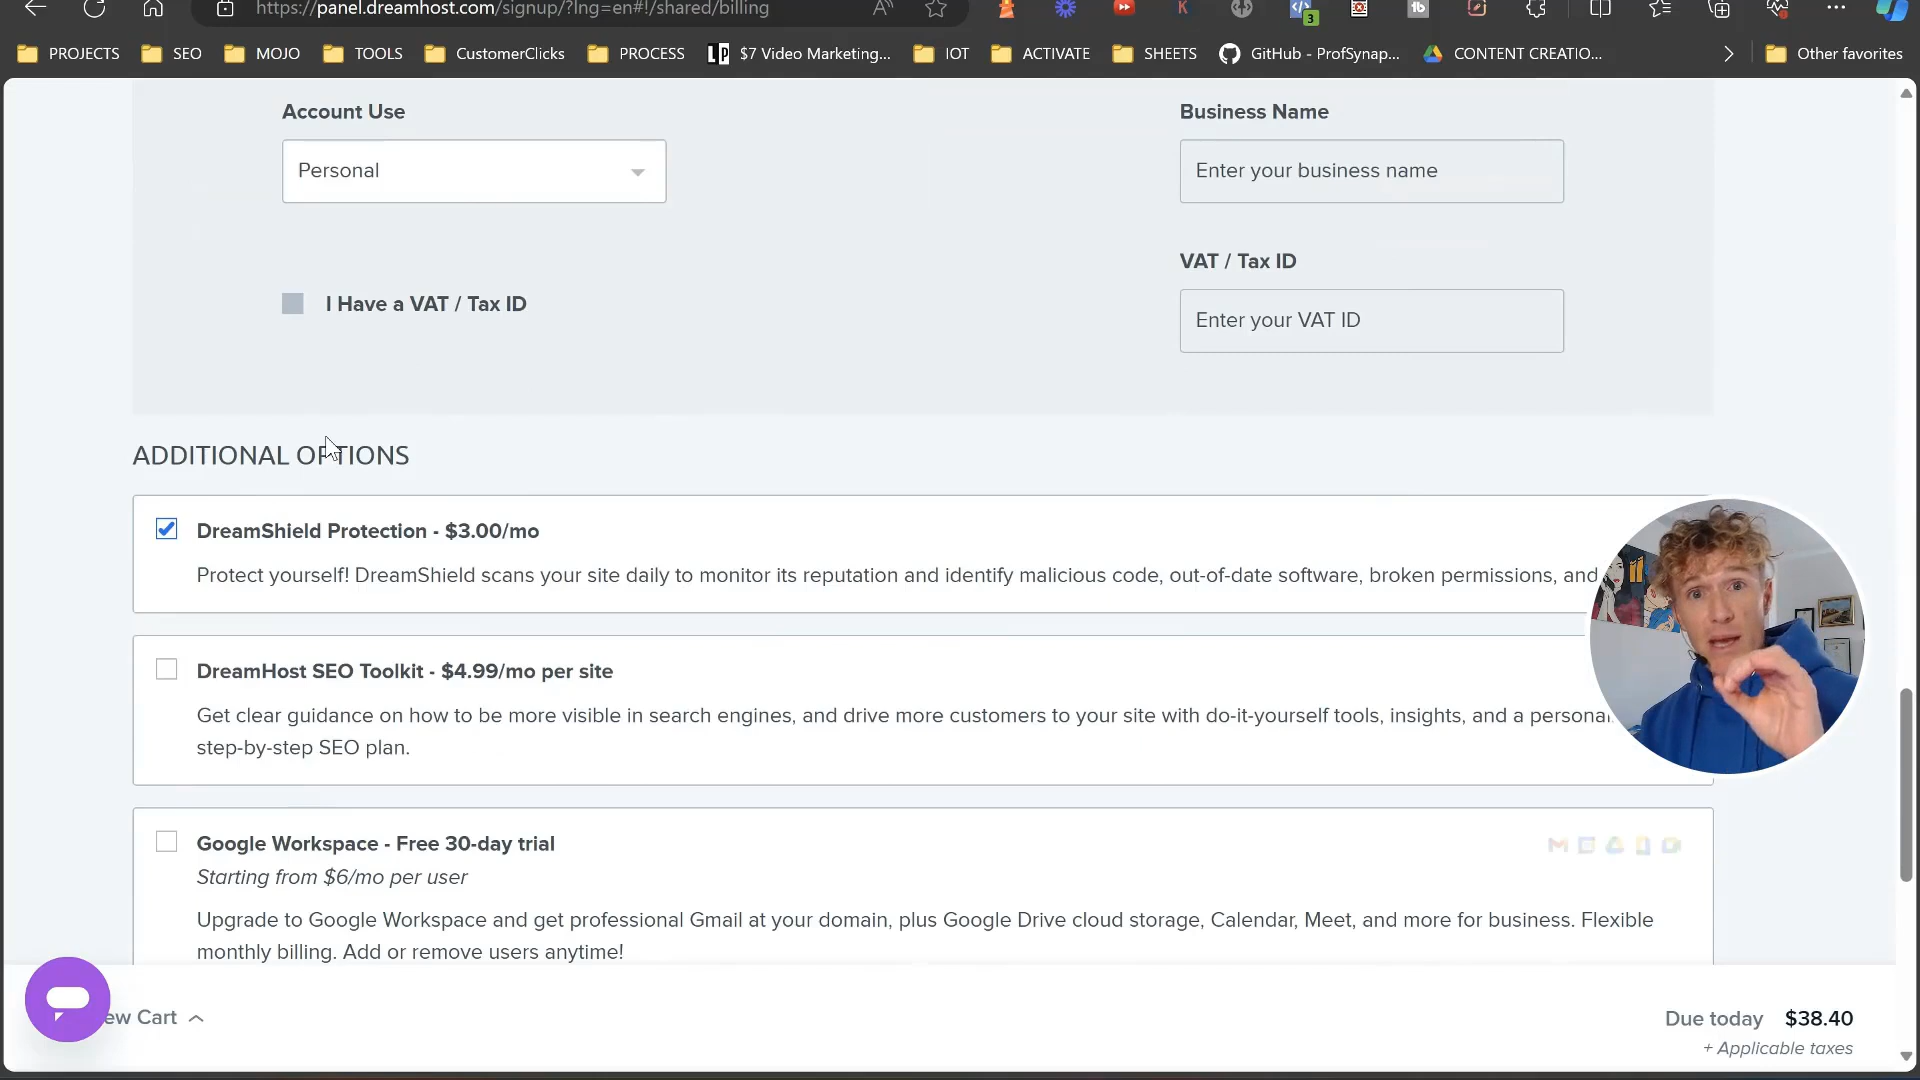 https://panel.dreamhost.com/signup/?lng=en#!/shared/billing
3
PROJECTS SEO MOJO TOOLS CustomerClicks PROCESS LP $7 Video Marketing... IOT ACTIVATE SHEETS GitHub - ProfSynap... CONTENT CREATIO... Other favorites
Account Use
Business Name
Personal
Enter your business name
VAT / Tax ID
I Have a VAT / Tax ID
Enter your VAT ID
ADDITIONAL OPTIONS
DreamShield Protection - $3.00/mo
Protect yourself! DreamShield scans your site daily to monitor its reputation and identify malicious code, out-of-date software, broken permissions, and
DreamHost SEO Toolkit - $4.99/mo per site
Get clear guidance on how to be more visible in search engines, and drive more customers to your site with do-it-yourself tools, insights, and a personal
step-by-step SEO plan.
Google Workspace - Free 30-day trial
Starting from $6/mo per user
Upgrade to Google Workspace and get professional Gmail at your domain, plus Google Drive cloud storage, Calendar, Meet, and more for business. Flexible
monthly billing. Add or remove users anytime!
ew Cart
Due today $38.40
+ Applicable taxes